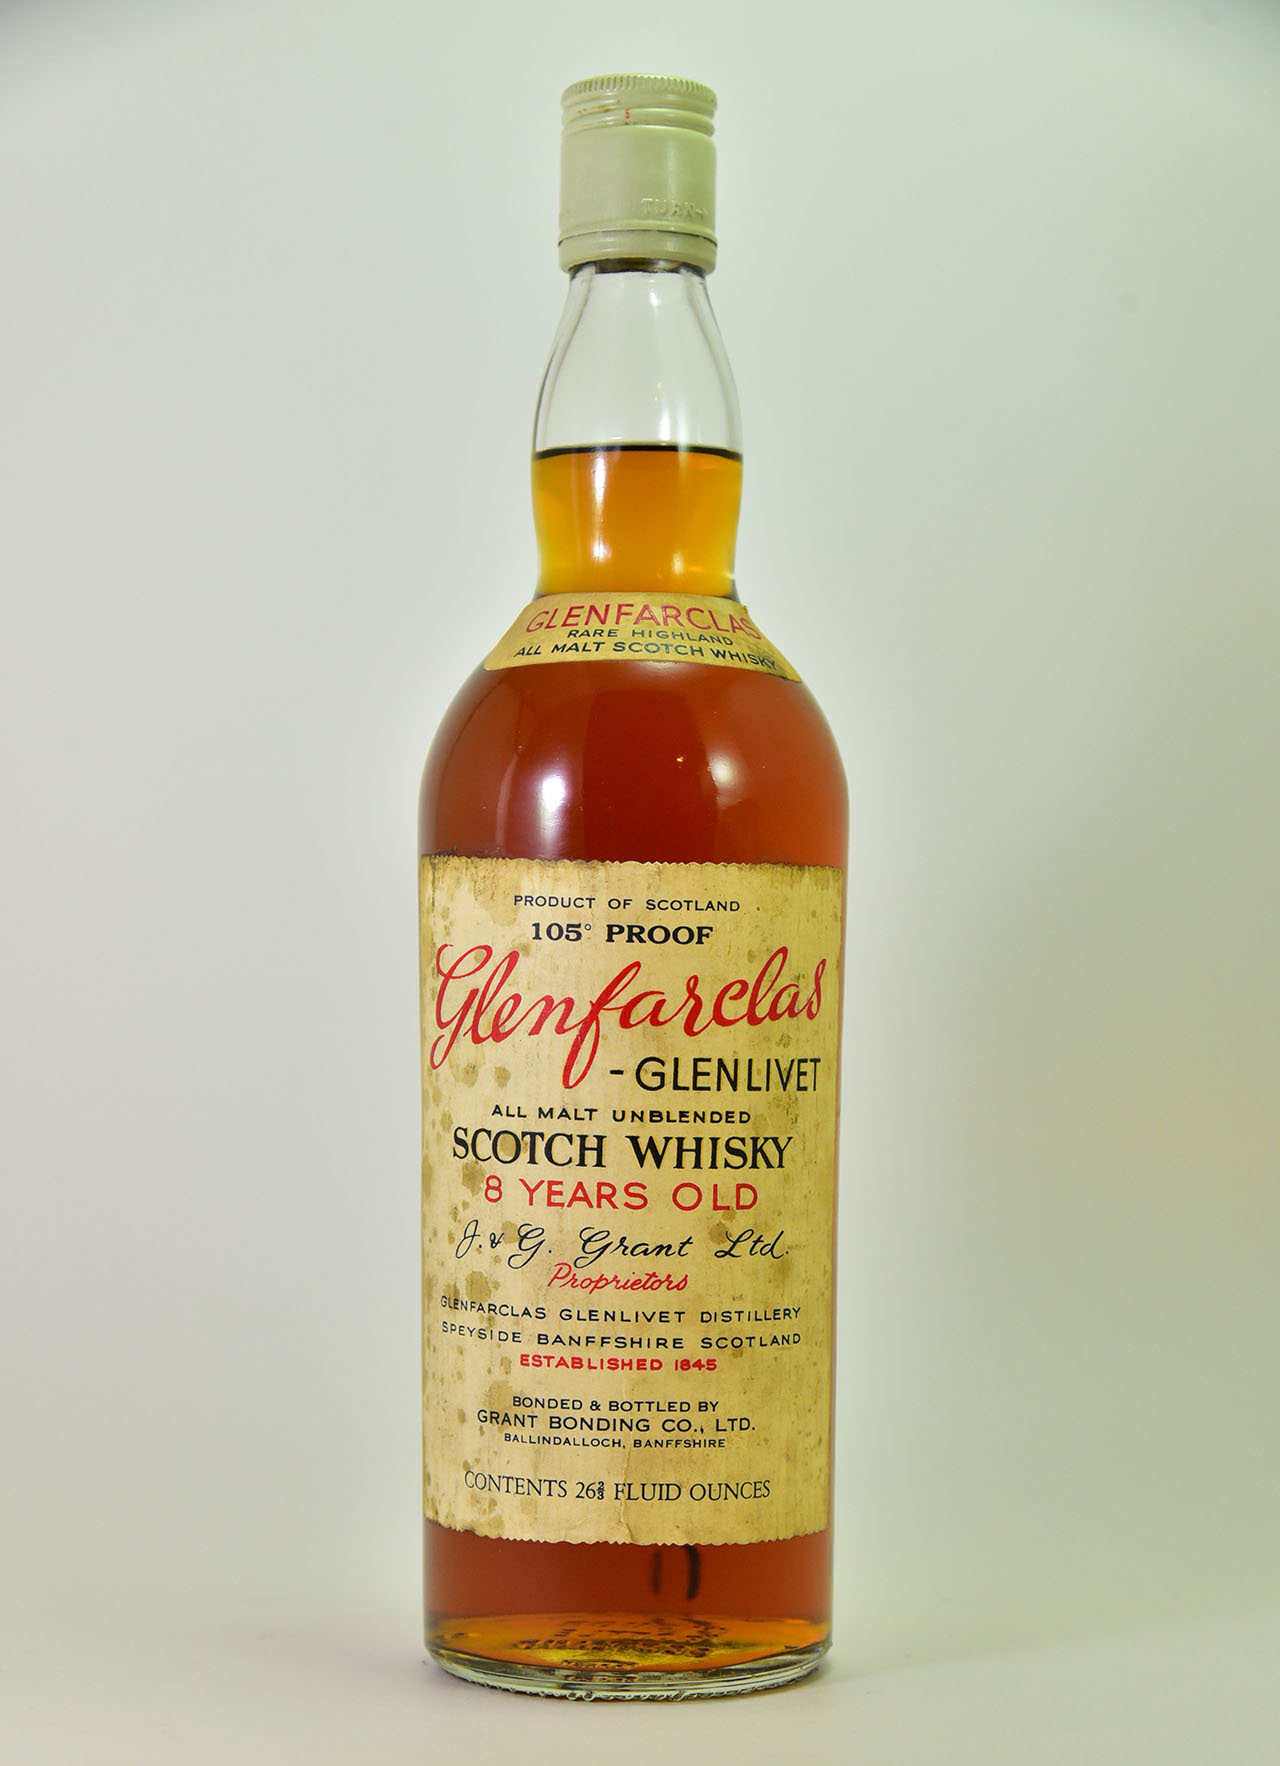 5
TURN
GLENFARCLAS
RARE HIGHLAND
ALL MALT SCOTCH WHISKY
PRODUCT OF SCOTLAND
105° PROOF
Glenfarclas
-GLENLIVET
ALL MALT UNBLENDED
SCOTCH WHISKY
8 YEARS OLD
J. & G. Grant Ltd.
Proprietors
GLENFARCLAS GLENLIVET DISTILLERY
SPEYSIDE BANFFSHIRE SCOTLAND
ESTABLISHED 1845
BONDED & BOTTLED BY
GRANT BONDING CO., LTD.
BALLINDALLOCH, BANFFSHIRE
CONTENTS 26⅔ FLUID OUNCES